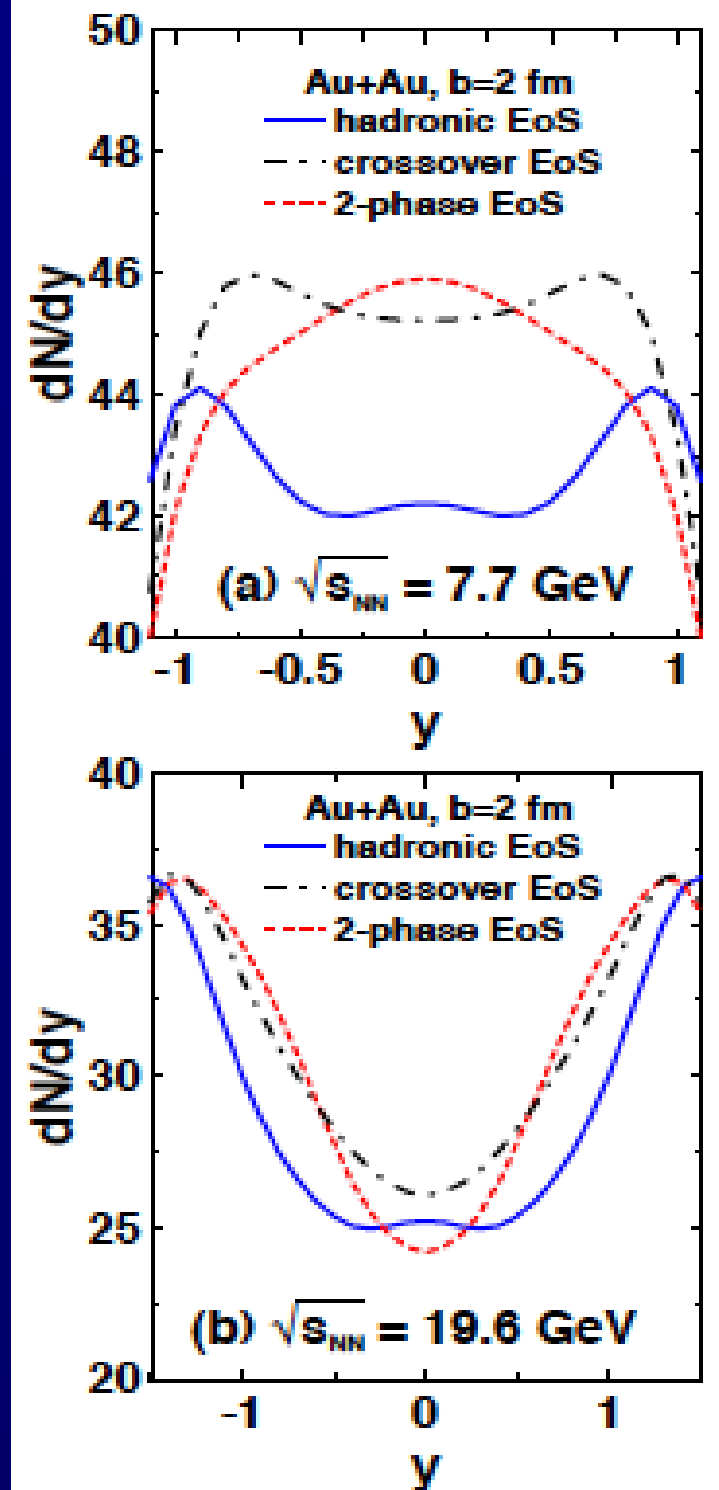 50
Au+Au, b=2 fm
hadronic EoS
48
crossover EoS
2-phase EoS
46
dN/dy
44
42
(a) √s_NN = 7.7 GeV
40
-1 -0.5 0 0.5 1
y
40
Au+Au, b=2 fm
hadronic EoS
crossover EoS
35
2-phase EoS
dN/dy
30
25
(b) √s_NN = 19.6 GeV
20
-1 0 1
y